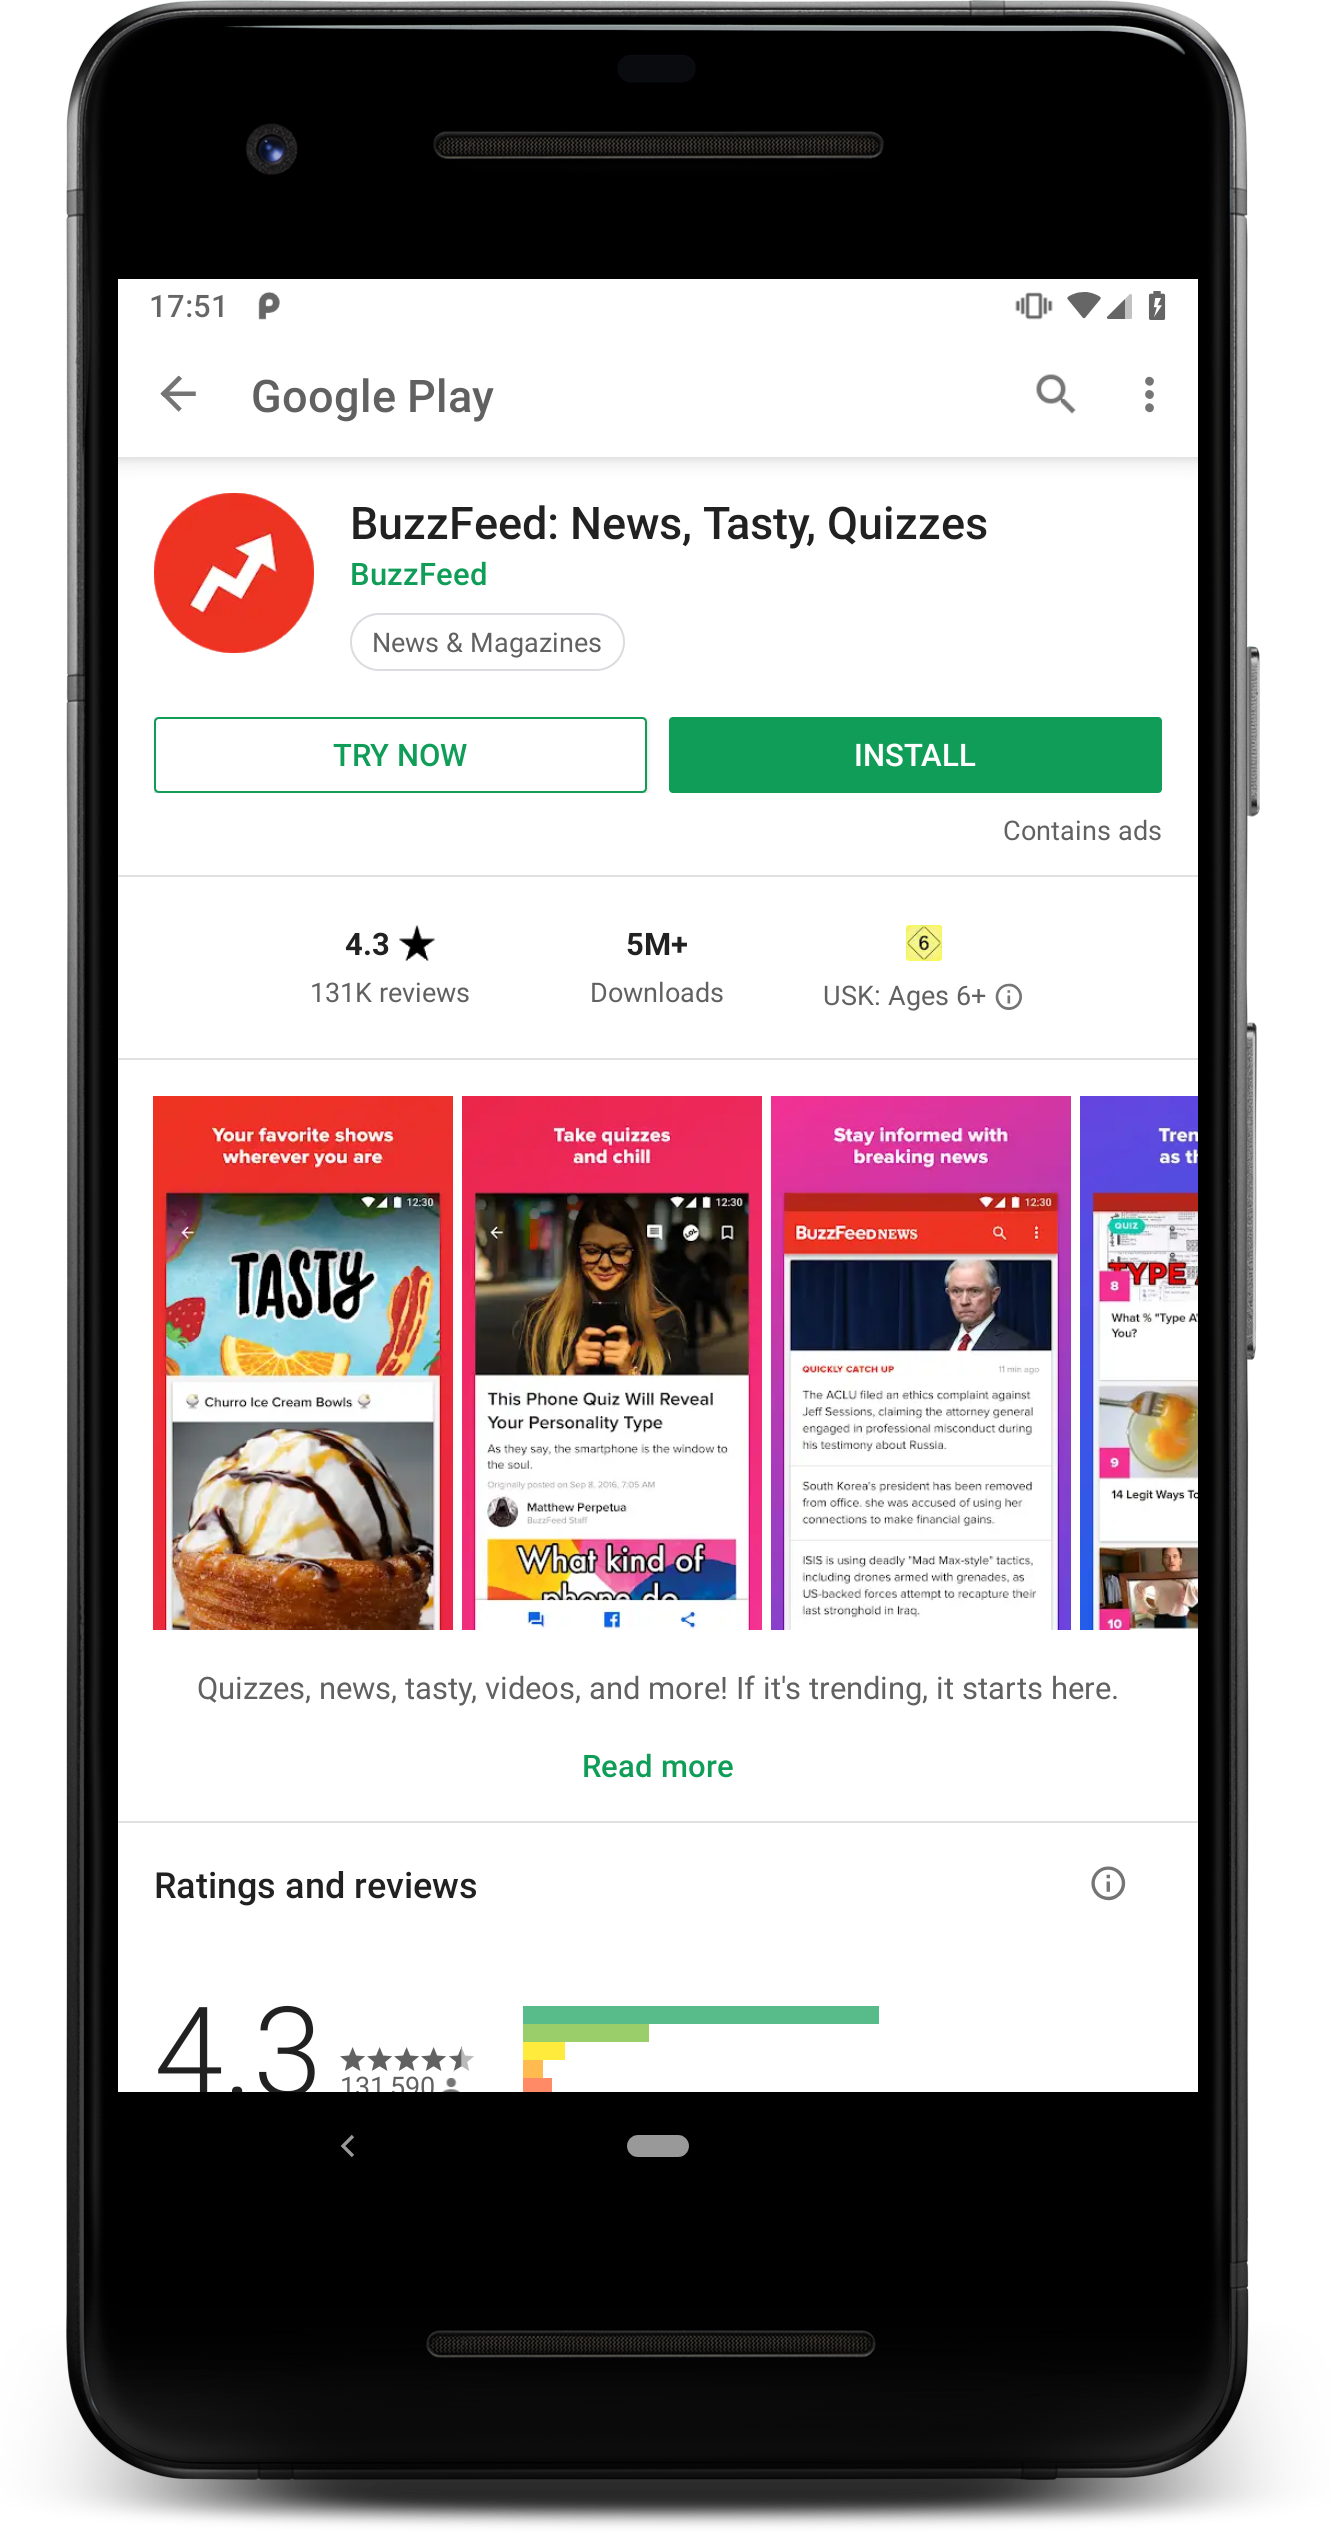 17:51
Google Play
BuzzFeed: News, Tasty, Quizzes
BuzzFeed
News & Magazines
TRY NOW
INSTALL
Contains ads
4.3
131K reviews
5M+
Downloads
6
USK: Ages 6+
Your favorite shows
wherever you are
12:30
TASTY
Churro Ice Cream Bowls
Take quizzes
and chill
12:30
This Phone Quiz Will Reveal
Your Personality Type
As they say, the smartphone is the window to
the soul.
Originally posted on Sep 8, 2016, 7:05 AM
Matthew Perpetua
BuzzFeed Staff
What kind of
phone do
Stay informed with
breaking news
12:30
BuzzFeed NEWS
QUICKLY CATCH UP
11 min ago
The ACLU filed an ethics complaint against
Jeff Sessions, claiming the attorney general
engaged in professional misconduct during
his testimony about Russia.
South Korea's president has been removed
from office. she was accused of using her
connections to make financial gains.
ISIS is using deadly "Mad Max-style" tactics,
including drones armed with grenades, as
US-backed forces attempt to recapture their
last stronghold in Iraq.
Tren
as th
QUIZ
TYPE
8
What % "Type A"
You?
9
14 Legit Ways To
10
Quizzes, news, tasty, videos, and more! If it's trending, it starts here.
Read more
Ratings and reviews
4.3
131,590